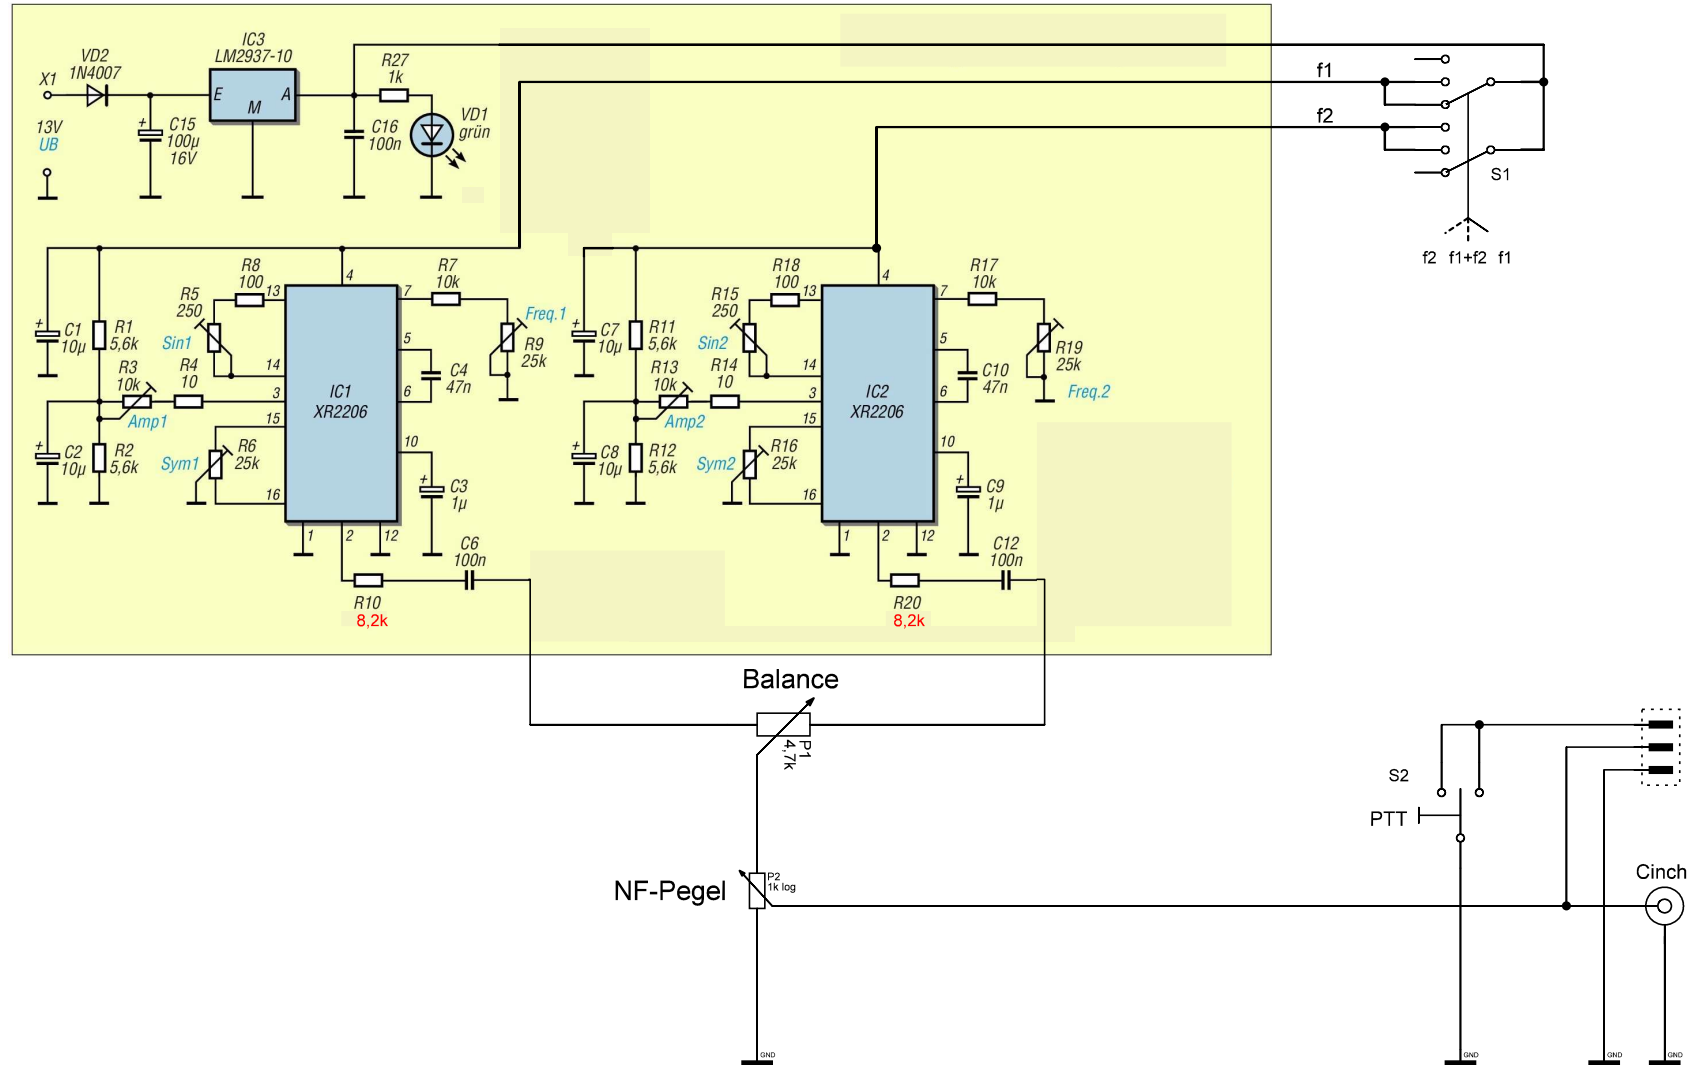 IC3
LM2937-10
VD2
1N4007
X1
E
A
M
R27
1k
13V
UB
+
C15
100µ
16V
C16
100n
VD1
grün
f1
f2
S1
f2 f1+f2 f1
R8
100
13
4
7
R7
10k
R5
250
Sin1
Freq.1
R9
25k
+
C1
10µ
R1
5,6k
R3
10k
R4
10
14
3
15
16
5
6
10
C4
47n
IC1
XR2206
Amp1
+
C2
10µ
R2
5,6k
Sym1
R6
25k
+
C3
1µ
1
2
12
C6
100n
R10
8,2k
R18
100
13
4
7
R17
10k
R15
250
Sin2
R19
25k
Freq.2
+
C7
10µ
R11
5,6k
R13
10k
R14
10
14
3
15
16
5
6
10
C10
47n
IC2
XR2206
Amp2
+
C8
10µ
R12
5,6k
Sym2
R16
25k
+
C9
1µ
1
2
12
C12
100n
R20
8,2k
Balance
P1
4,7k
S2
PTT
NF-Pegel
P2
1k log
Cinch
GND
GND
GND
GND